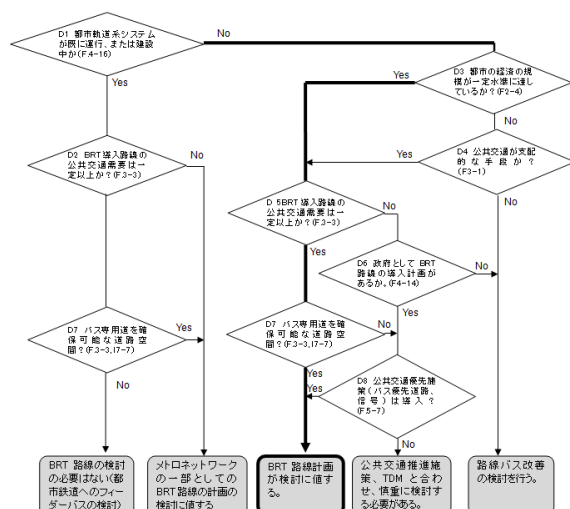 D1 都市軌道系システム
が既に運行、または建設
中か(F.4-16)
No
Yes
D3 都市の経済の規
模が一定水準に達し
ているか?(F2-4)
Yes
No
D2 BRT導入路線の
公共交通需要は一
定以上か?(F.3-3)
No
Yes
D4 公共交通が支配
的な手段か?
(F3-1)
Yes
No
D 5BRT導入路線の
公共交通需要は一
定以上か?(F.3-3)
No
Yes
D6 政府として BRT
路線の導入計画が
あるか。(F4-14)
No
Yes
D7 バス専用道を確
保可能な道路空
間?(F.3-3,I7-7)
Yes
No
D7 バス専用道を確
保可能な道路空
間?(F.3-3,I7-7)
No
Yes
D8 公共交通優先施
策(バス優先道路、
信号)は導入?
(F.5-7)
Yes
No
BRT 路線の検討
の必要はない(都
市鉄道へのフィー
ダーバスの検討)
メトロネットワーク
の一部としての
BRT路線の計画の
検討に値する
BRT 路線計画
が検討に値す
る。
公共交通推進施
策、TDM と合わ
せ、慎重に検討す
る必要がある。
路線バス改善
の検討を行う。